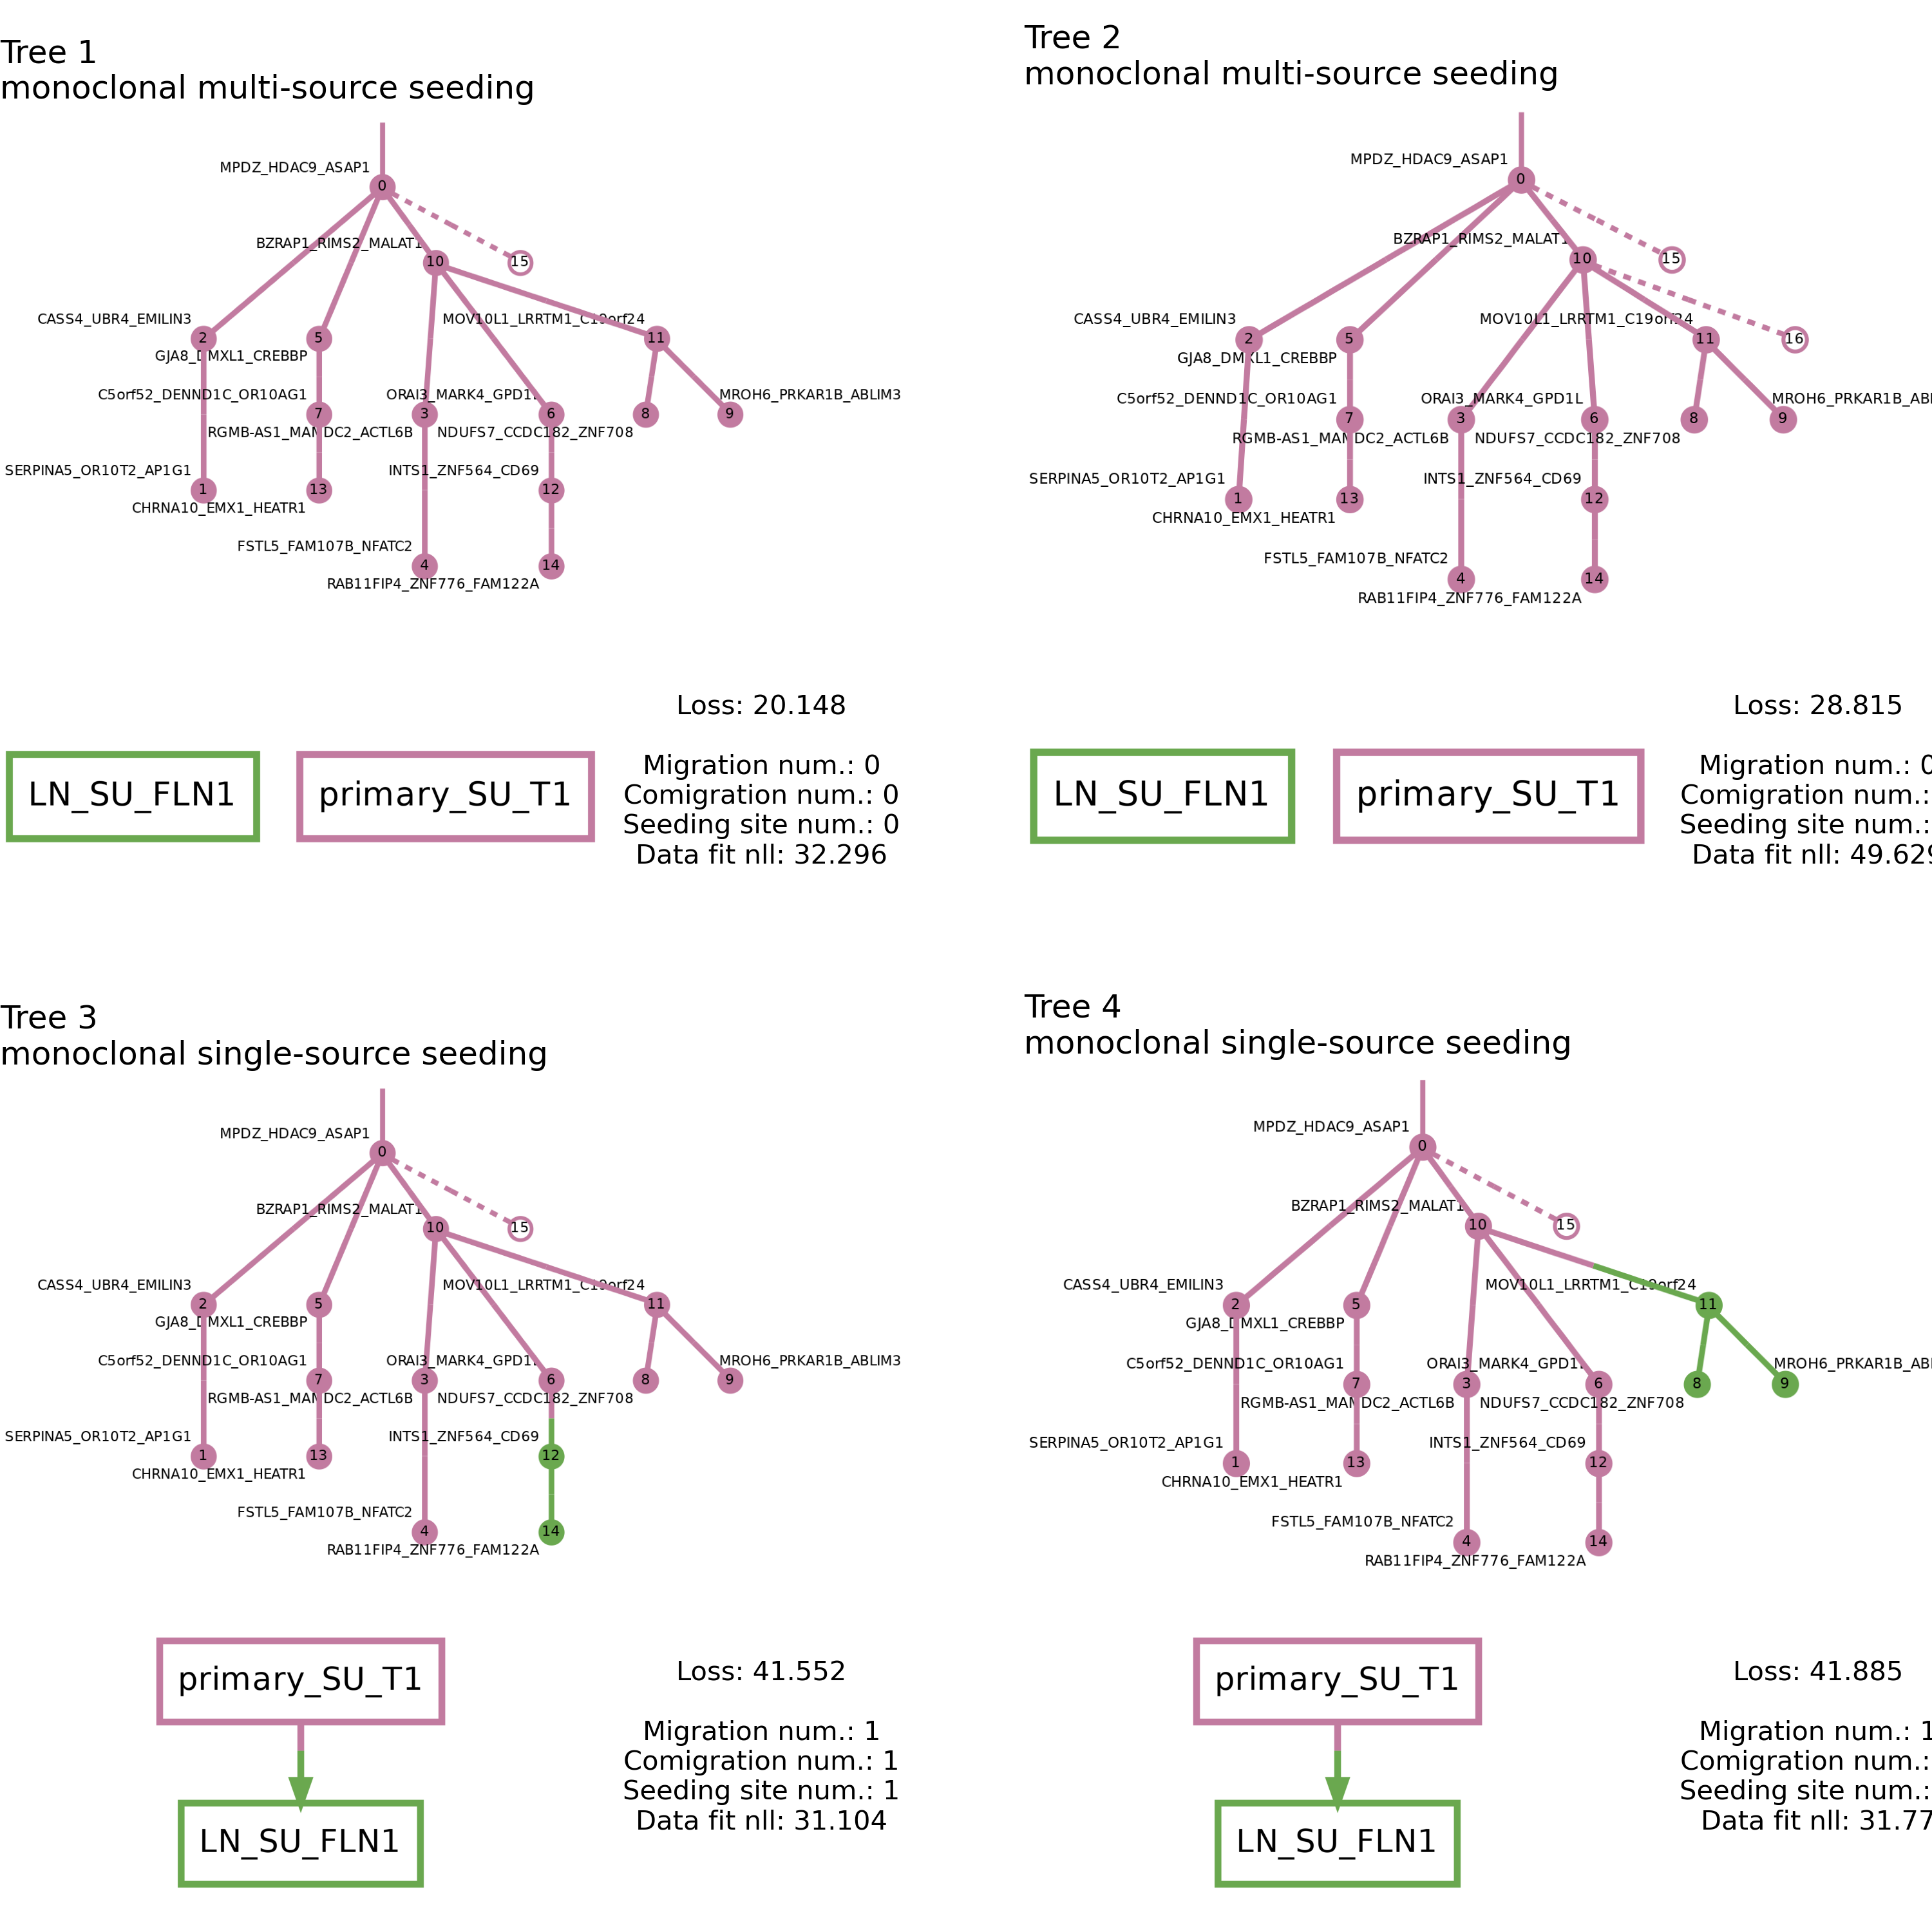 Tree 1
monoclonal multi-source seeding
MPDZ_HDAC9_ASAP1
0
BZRAP1_RIMS2_MALAT1
10
15
CASS4_UBR4_EMILIN3
MOV10L1_LRRTM1_C19orf24
2
5
11
GJA8_DMXL1_CREBBP
C5orf52_DENND1C_OR10AG1
ORAI3_MARK4_GPD1L
MROH6_PRKAR1B_ABLIM3
7
3
6
8
9
RGMB-AS1_MAMDC2_ACTL6B
NDUFS7_CCDC182_ZNF708
SERPINA5_OR10T2_AP1G1
INTS1_ZNF564_CD69
1
13
12
CHRNA10_EMX1_HEATR1
FSTL5_FAM107B_NFATC2
4
14
RAB11FIP4_ZNF776_FAM122A
LN_SU_FLN1
primary_SU_T1
Loss: 20.148
Migration num.: 0
Comigration num.: 0
Seeding site num.: 0
Data fit nll: 32.296
Tree 2
monoclonal multi-source seeding
MPDZ_HDAC9_ASAP1
0
BZRAP1_RIMS2_MALAT1
10
15
CASS4_UBR4_EMILIN3
MOV10L1_LRRTM1_C19orf24
2
5
11
16
GJA8_DMXL1_CREBBP
C5orf52_DENND1C_OR10AG1
ORAI3_MARK4_GPD1L
MROH6_PRKAR1B_ABL
7
3
6
8
9
RGMB-AS1_MAMDC2_ACTL6B
NDUFS7_CCDC182_ZNF708
SERPINA5_OR10T2_AP1G1
INTS1_ZNF564_CD69
1
13
12
CHRNA10_EMX1_HEATR1
FSTL5_FAM107B_NFATC2
4
14
RAB11FIP4_ZNF776_FAM122A
LN_SU_FLN1
primary_SU_T1
Loss: 28.815
Migration num.: 0
Comigration num.:
Seeding site num.:
Data fit nll: 49.629
Tree 3
monoclonal single-source seeding
MPDZ_HDAC9_ASAP1
0
BZRAP1_RIMS2_MALAT1
10
15
CASS4_UBR4_EMILIN3
MOV10L1_LRRTM1_C19orf24
2
5
11
GJA8_DMXL1_CREBBP
C5orf52_DENND1C_OR10AG1
ORAI3_MARK4_GPD1L
MROH6_PRKAR1B_ABLIM3
7
3
6
8
9
RGMB-AS1_MAMDC2_ACTL6B
NDUFS7_CCDC182_ZNF708
SERPINA5_OR10T2_AP1G1
INTS1_ZNF564_CD69
1
13
12
CHRNA10_EMX1_HEATR1
FSTL5_FAM107B_NFATC2
4
14
RAB11FIP4_ZNF776_FAM122A
primary_SU_T1
LN_SU_FLN1
Loss: 41.552
Migration num.: 1
Comigration num.: 1
Seeding site num.: 1
Data fit nll: 31.104
Tree 4
monoclonal single-source seeding
MPDZ_HDAC9_ASAP1
0
BZRAP1_RIMS2_MALAT1
10
15
CASS4_UBR4_EMILIN3
MOV10L1_LRRTM1_C19orf24
2
5
11
GJA8_DMXL1_CREBBP
C5orf52_DENND1C_OR10AG1
ORAI3_MARK4_GPD1L
MROH6_PRKAR1B_ABL
7
3
6
8
9
RGMB-AS1_MAMDC2_ACTL6B
NDUFS7_CCDC182_ZNF708
SERPINA5_OR10T2_AP1G1
INTS1_ZNF564_CD69
1
13
12
CHRNA10_EMX1_HEATR1
FSTL5_FAM107B_NFATC2
4
14
RAB11FIP4_ZNF776_FAM122A
primary_SU_T1
LN_SU_FLN1
Loss: 41.885
Migration num.: 1
Comigration num.:
Seeding site num.:
Data fit nll: 31.77